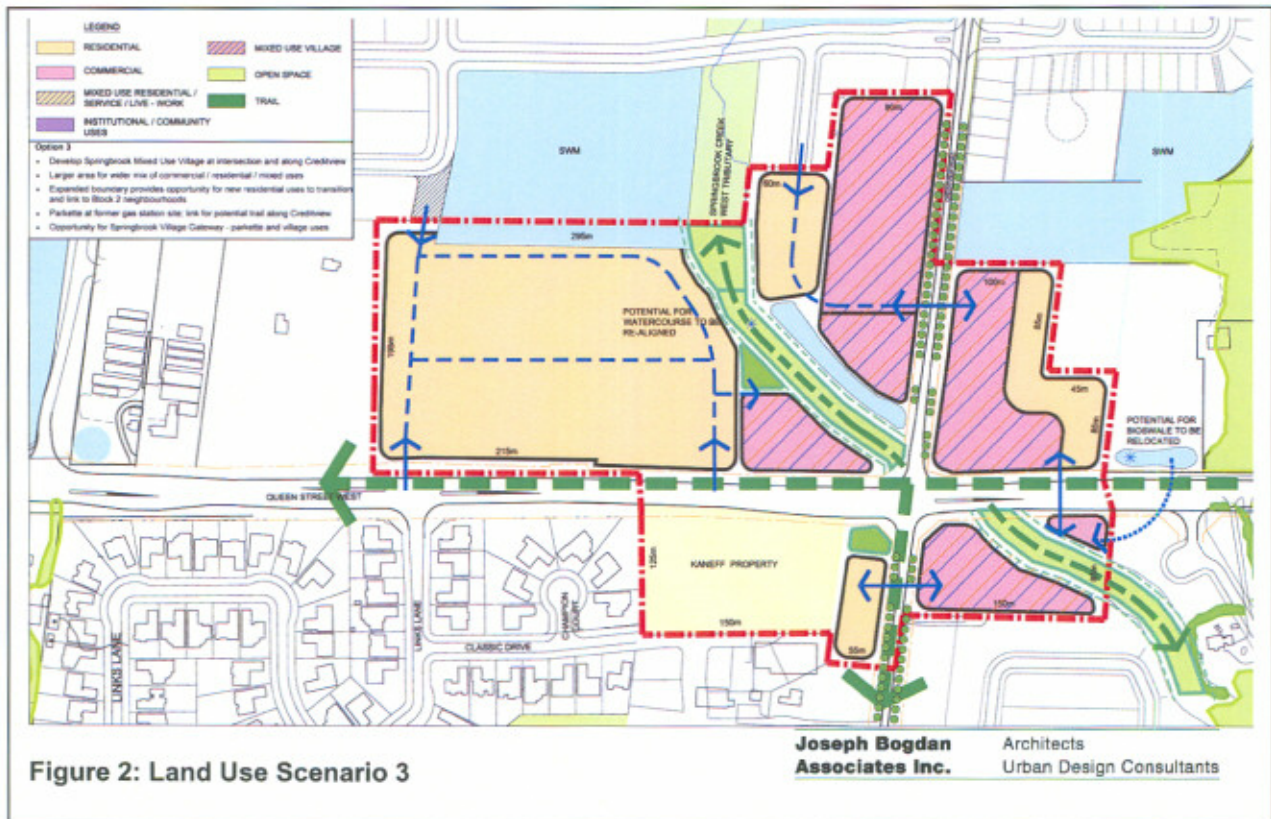 LEGEND
RESIDENTIAL
COMMERCIAL
MIXED USE RESIDENTIAL /
SERVICE / LIVE - WORK
INSTITUTIONAL / COMMUNITY
USES
MIXED USE VILLAGE
OPEN SPACE
TRAIL
Option 3
• Develop Springbrook Mixed Use Village at intersection and along Creditview
• Larger area for wider mix of commercial / residential / mixed uses
• Expanded boundary provides opportunity for new residential uses to transition
and link to Block 2 neighbourhoods
• Parkette at former gas station site; link for potential trail along Creditview
• Opportunity for Springbrook Village Gateway - parkette and village uses
SWM
SPRINGBROOK CREEK
WEST TRIBUTARY
90m
SWM
60m
295m
100m
POTENTIAL FOR
WATERCOURSE TO BE
RE-ALIGNED
45m
POTENTIAL FOR
BIOSWALE TO BE
RELOCATED
215m
QUEEN STREET WEST
125m
KANEFF PROPERTY
150m
150m
55m
LINKS LANE
LINKS LANE
CHAMPION
COURT
CLASSIC DRIVE
Figure 2: Land Use Scenario 3
Joseph Bogdan
Associates Inc.
Architects
Urban Design Consultants